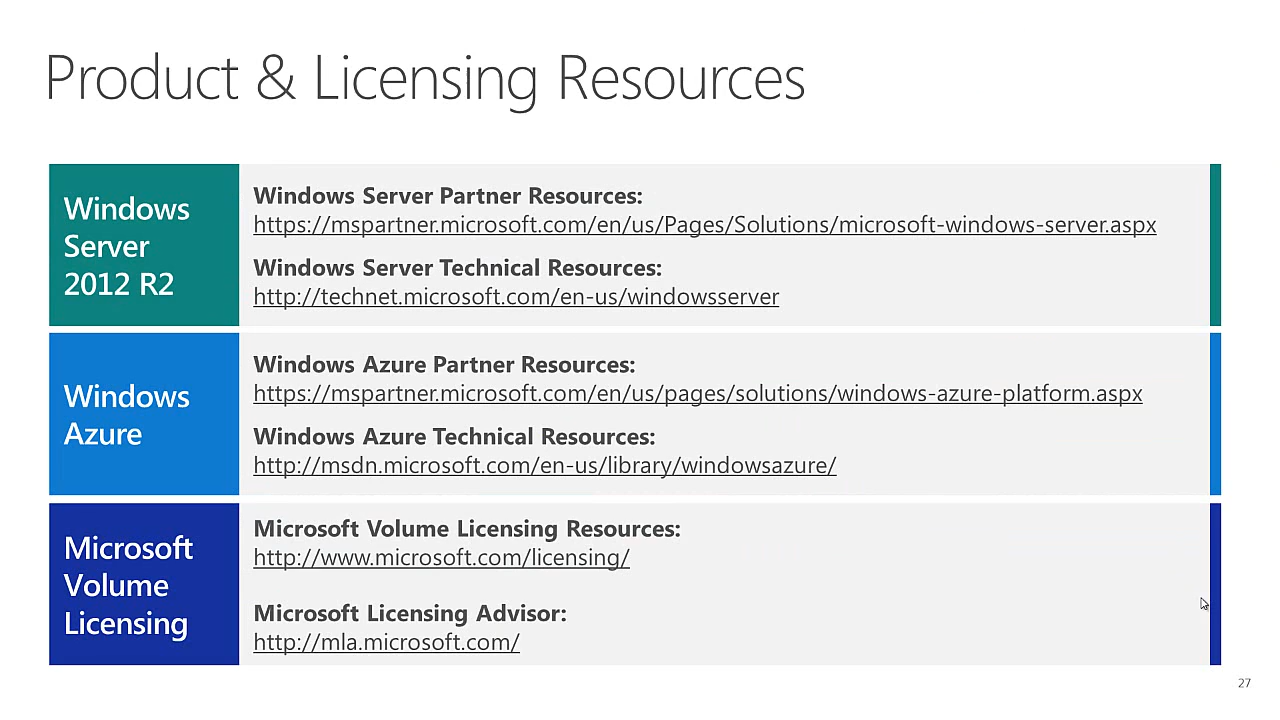 Product & Licensing Resources
Windows
Server
2012 R2
Windows Server Partner Resources:
https://mspartner.microsoft.com/en/us/Pages/Solutions/microsoft-windows-server.aspx
Windows Server Technical Resources:
http://technet.microsoft.com/en-us/windowsserver
Windows
Azure
Windows Azure Partner Resources:
https://mspartner.microsoft.com/en/us/pages/solutions/windows-azure-platform.aspx
Windows Azure Technical Resources:
http://msdn.microsoft.com/en-us/library/windowsazure/
Microsoft
Volume
Licensing
Microsoft Volume Licensing Resources:
http://www.microsoft.com/licensing/
Microsoft Licensing Advisor:
http://mla.microsoft.com/
27